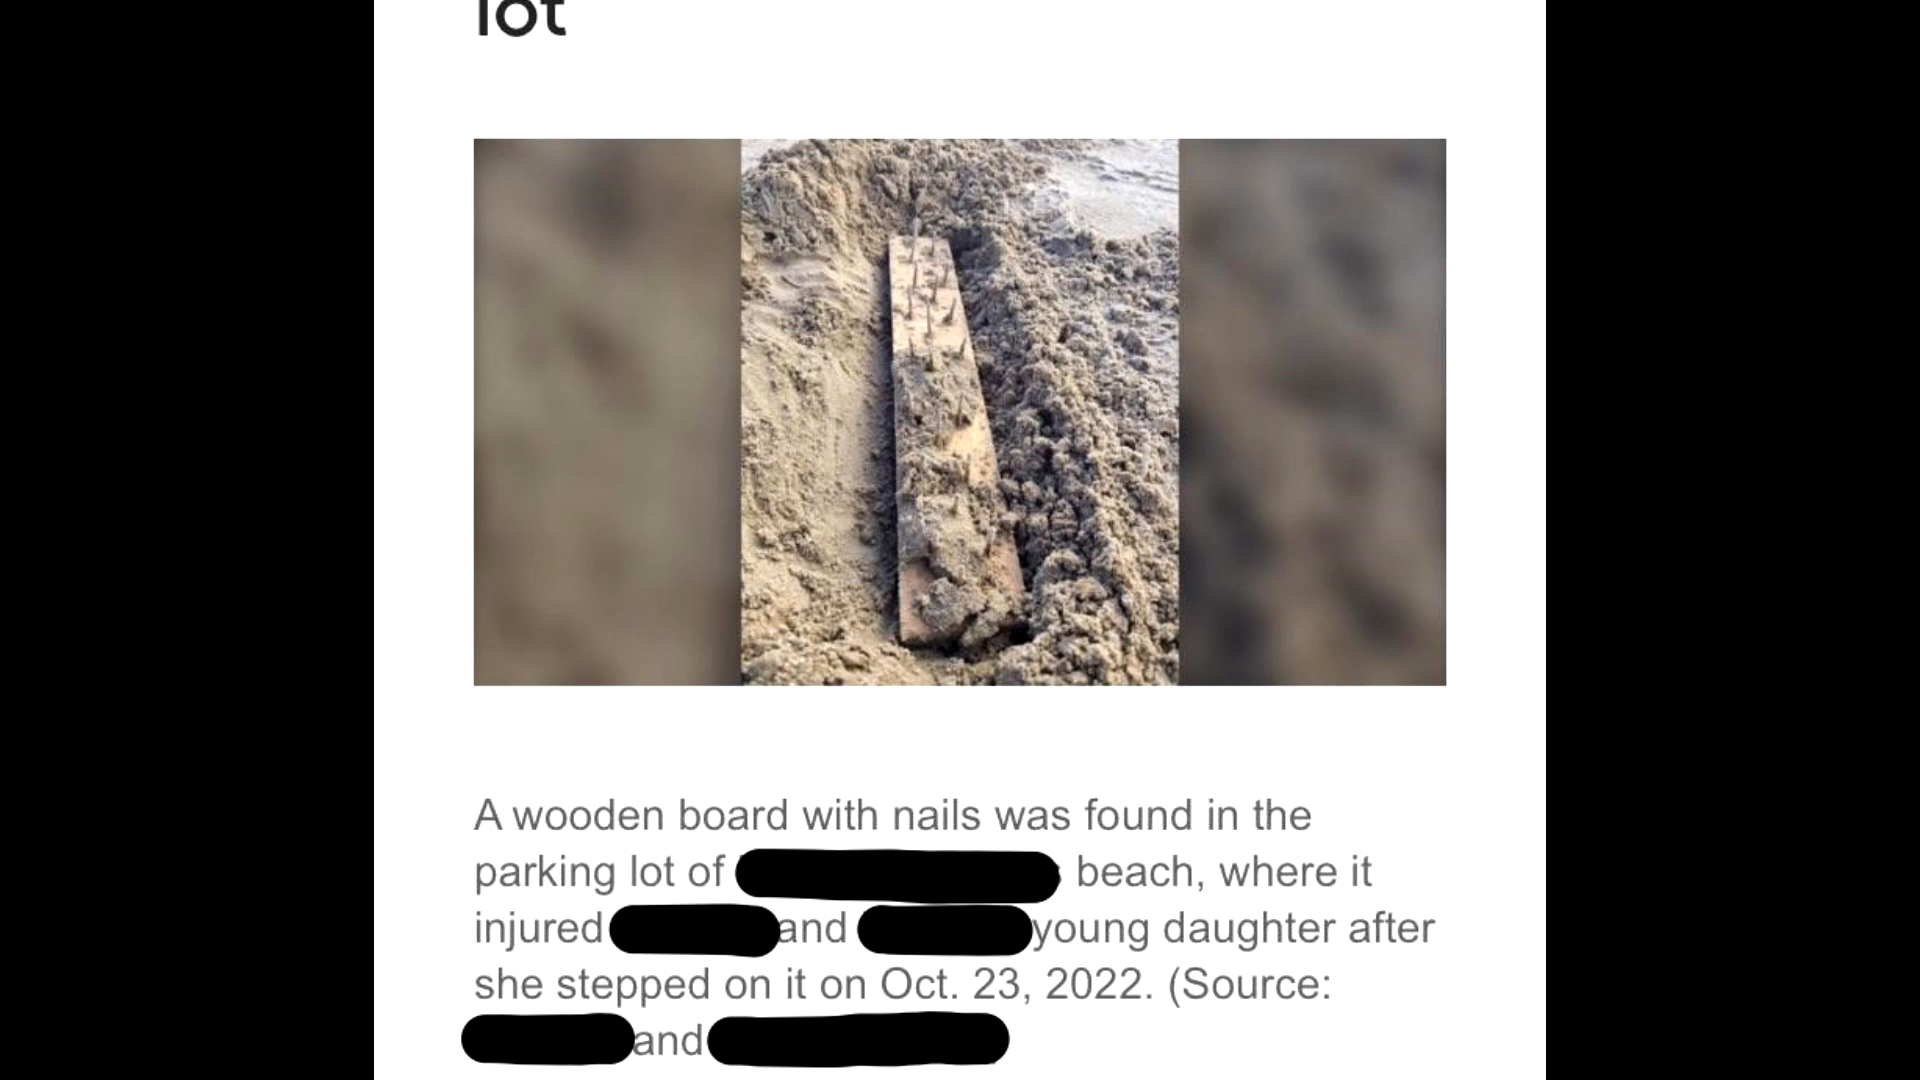 lot
A wooden board with nails was found in the
parking lot of beach, where it
injured and young daughter after
she stepped on it on Oct. 23, 2022. (Source:
and